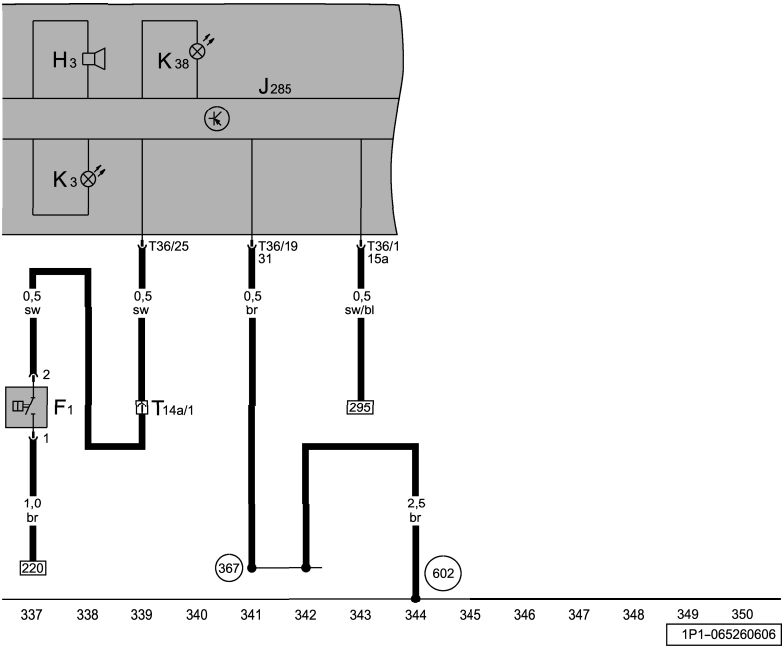 H3
K38
J285
K3
T36/25
T36/19
31
T36/1
15a
0,5
sw
0,5
sw
0,5
br
0,5
sw/bl
2
F1
T14a/1
295
1
1,0
br
2,5
br
220
367
602
337 338 339 340 341 342 343 344 345 346 347 348 349 350
1P1-065260606